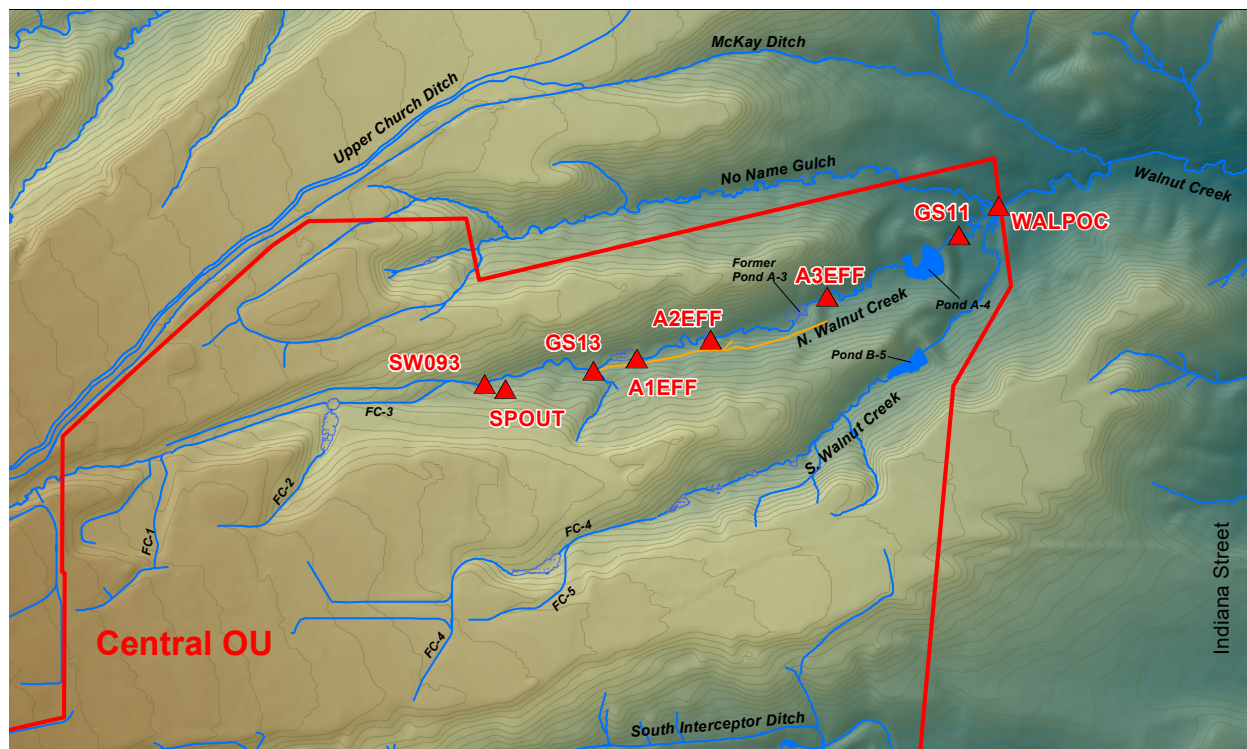 McKay Ditch
Upper Church Ditch
No Name Gulch
Walnut Creek
GS11
WALPOC
Former
Pond A-3
A3EFF
Pond A-4
N. Walnut Creek
A2EFF
GS13
Pond B-5
SW093
A1EFF
SPOUT
FC-3
S. Walnut Creek
FC-2
FC-1
FC-4
FC-5
FC-4
Central OU
Indiana Street
South Interceptor Ditch